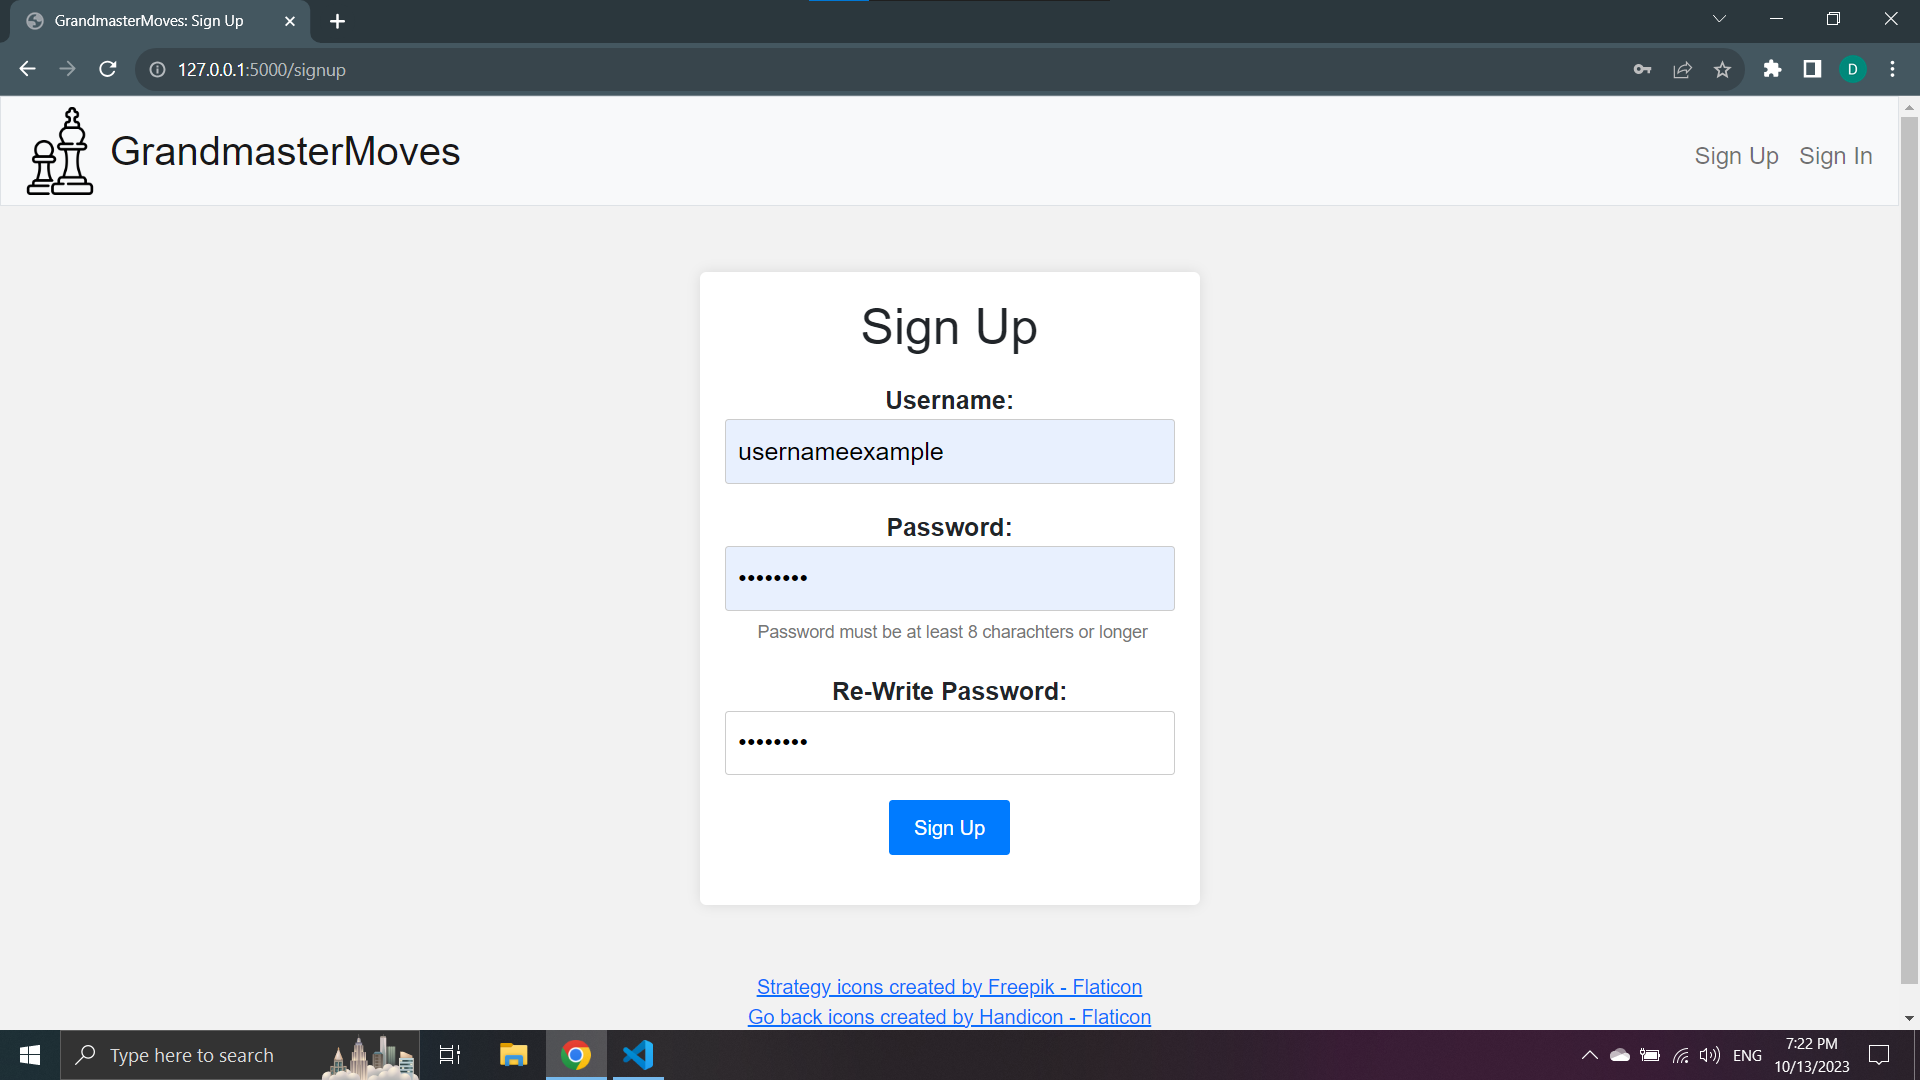 GrandmasterMoves: Sign Up
127.0.0.1:5000/signup
D
GrandmasterMoves
Sign Up
Sign In
Sign Up
Username:
usernameexample
Password:
••••••••
Password must be at least 8 charachters or longer
Re-Write Password:
••••••••
Sign Up
Strategy icons created by Freepik - Flaticon
Go back icons created by Handicon - Flaticon
Type here to search
ENG
7:22 PM
10/13/2023